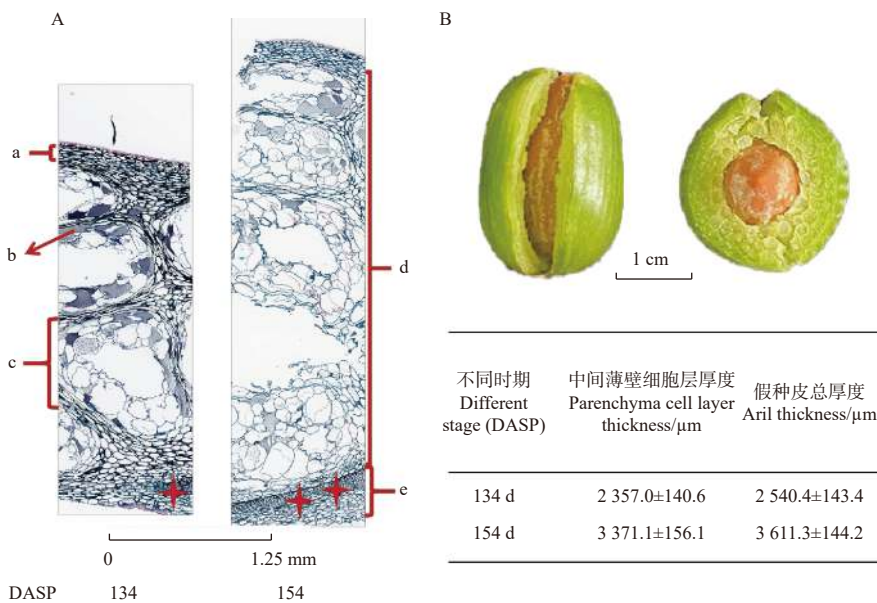 A
B
a
b
c
d
e
0
1.25 mm
DASP
134
154
1 cm
不同时期
Different
stage (DASP)
中间薄壁细胞层厚度
Parenchyma cell layer
thickness/μm
假种皮总厚度
Aril thickness/μm
134 d
2 357.0±140.6
2 540.4±143.4
154 d
3 371.1±156.1
3 611.3±144.2